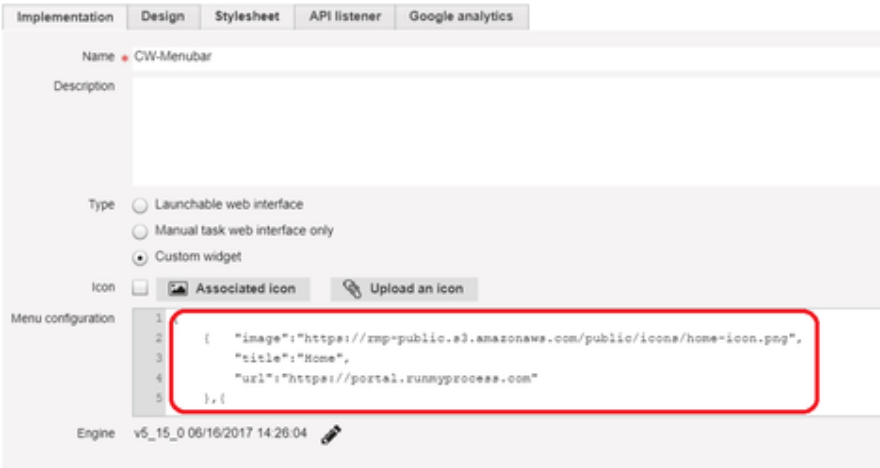 Implementation Design Stylesheet API listener Google analytics
Name * CW-Menubar
Description
Type Launchable web interface
Manual task web interface only
Custom widget
Icon Associated icon Upload an icon
Menu configuration 1 [
2 { "image":"https://rmp-public.s3.amazonaws.com/public/icons/home-icon.png",
3 "title":"Home",
4 "url":"https://portal.runmyprocess.com"
5 },{
Engine v5_15_0 06/16/2017 14:26:04